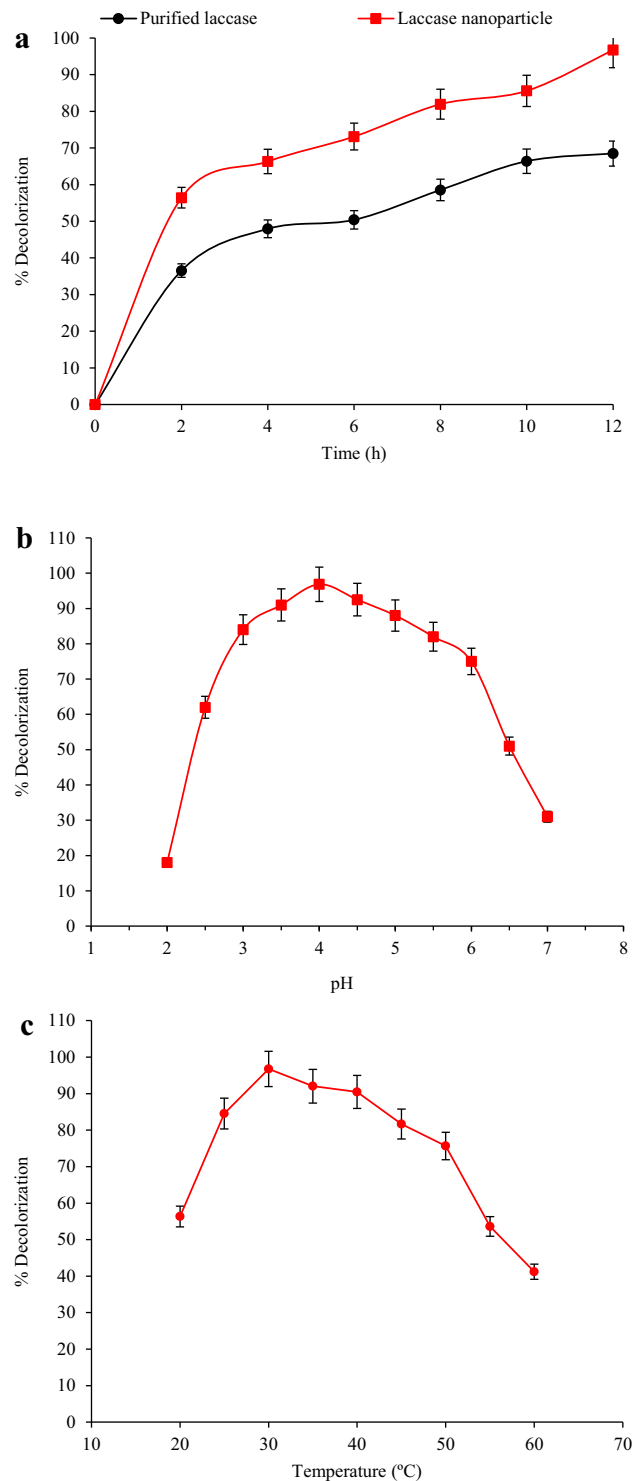 a
Purified laccase
Laccase nanoparticle
100
90
80
70
60
50
40
30
20
10
0
% Decolorization
0 2 4 6 8 10 12
Time (h)
b
110
100
90
80
70
60
50
40
30
20
10
0
% Decolorization
1 2 3 4 5 6 7 8
pH
c
110
100
90
80
70
60
50
40
30
20
10
0
% Decolorization
10 20 30 40 50 60 70
Temperature (ºC)